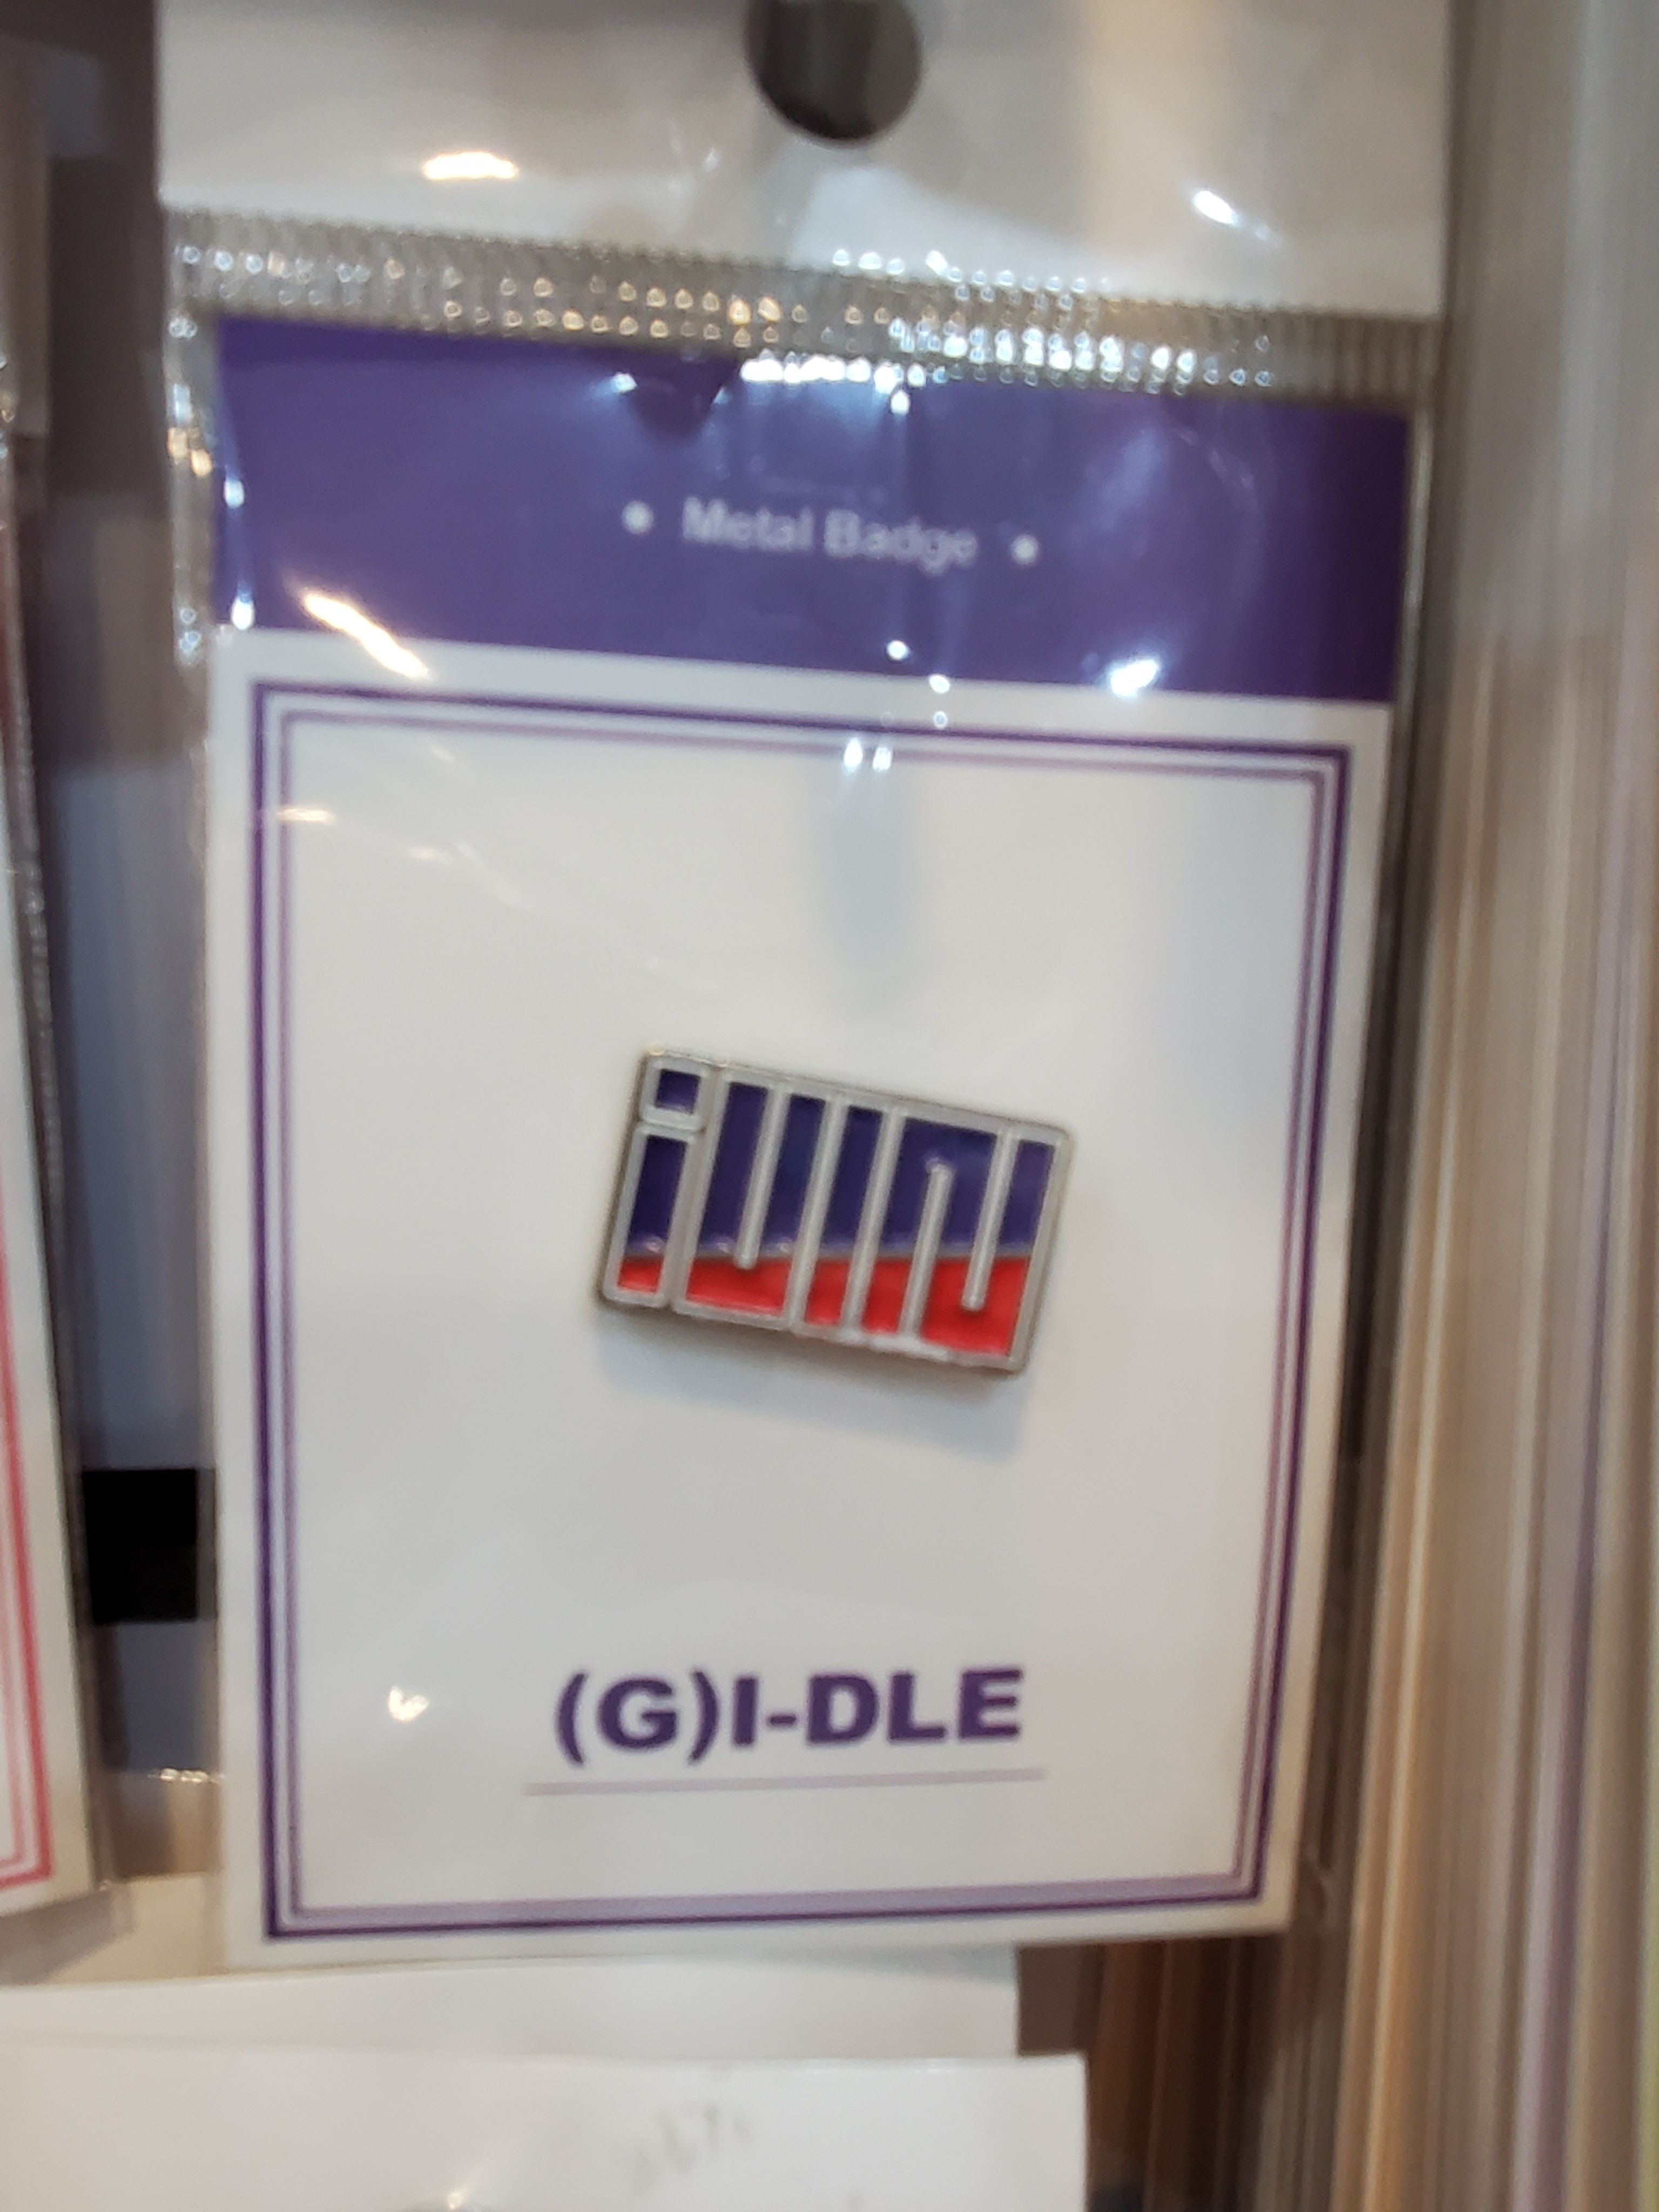 • Metal Badge •
(G)I-DLE